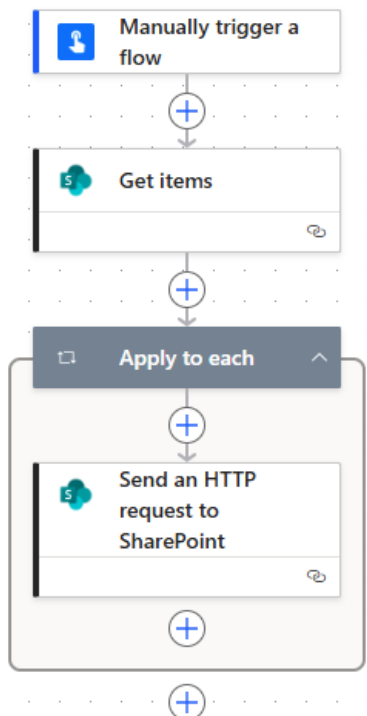 Manually trigger a
flow
Get items
Apply to each
Send an HTTP
request to
SharePoint